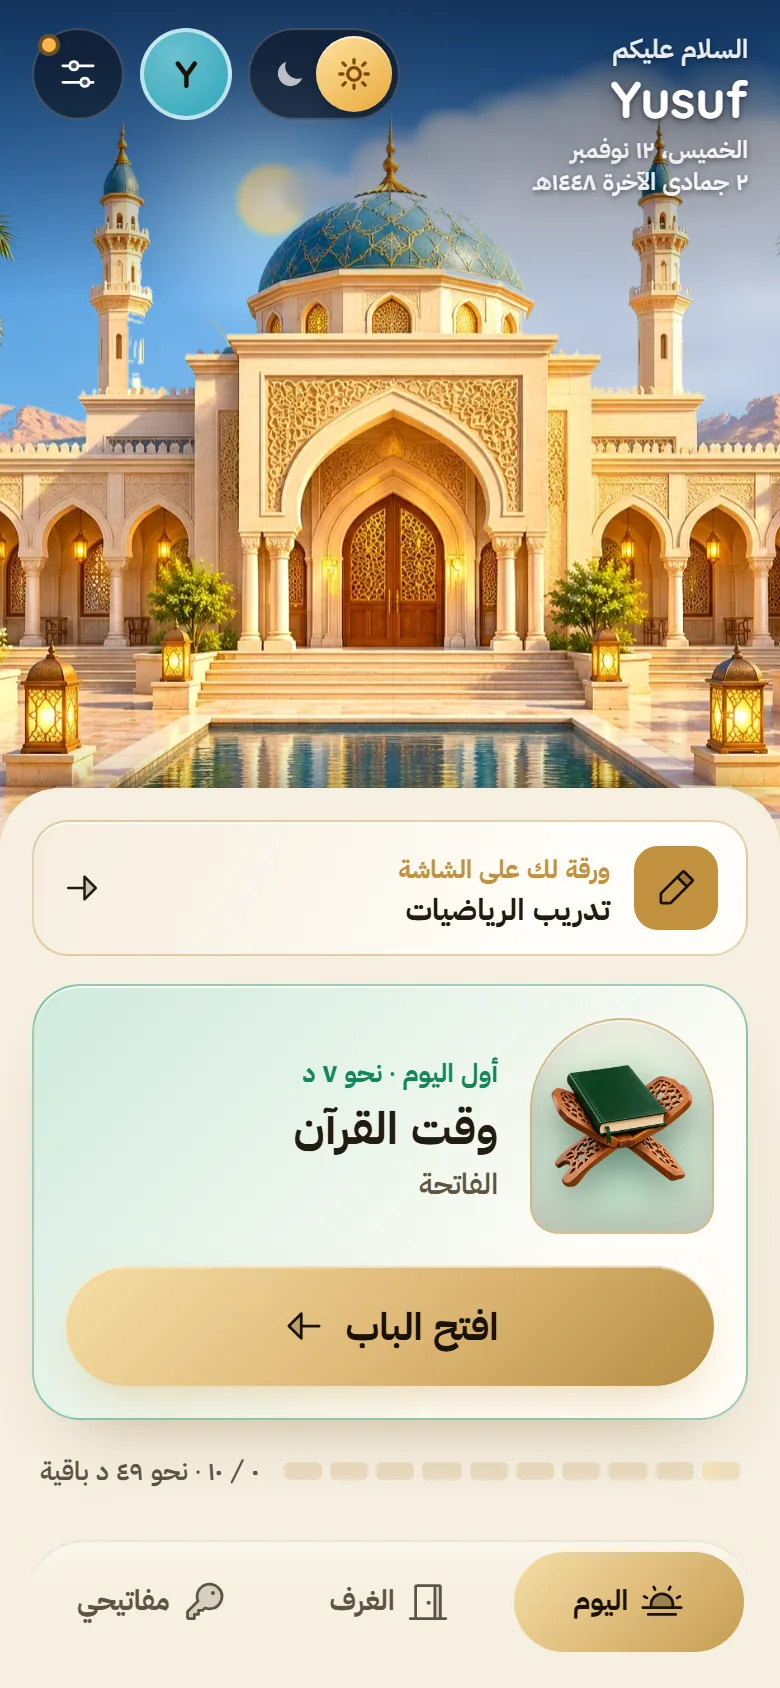 السلام عليكم
Yusuf
الخميس، ١٢ نوفمبر
٢ جمادى الآخرة ١٤٤٨هـ
Y
ورقة لك على الشاشة
تدريب الرياضيات
أول اليوم · نحو ٧ د
وقت القرآن
الفاتحة
افتح الباب
٠ / ١٠ · نحو ٤٩ د باقية
اليوم
الغرف
مفاتيحي